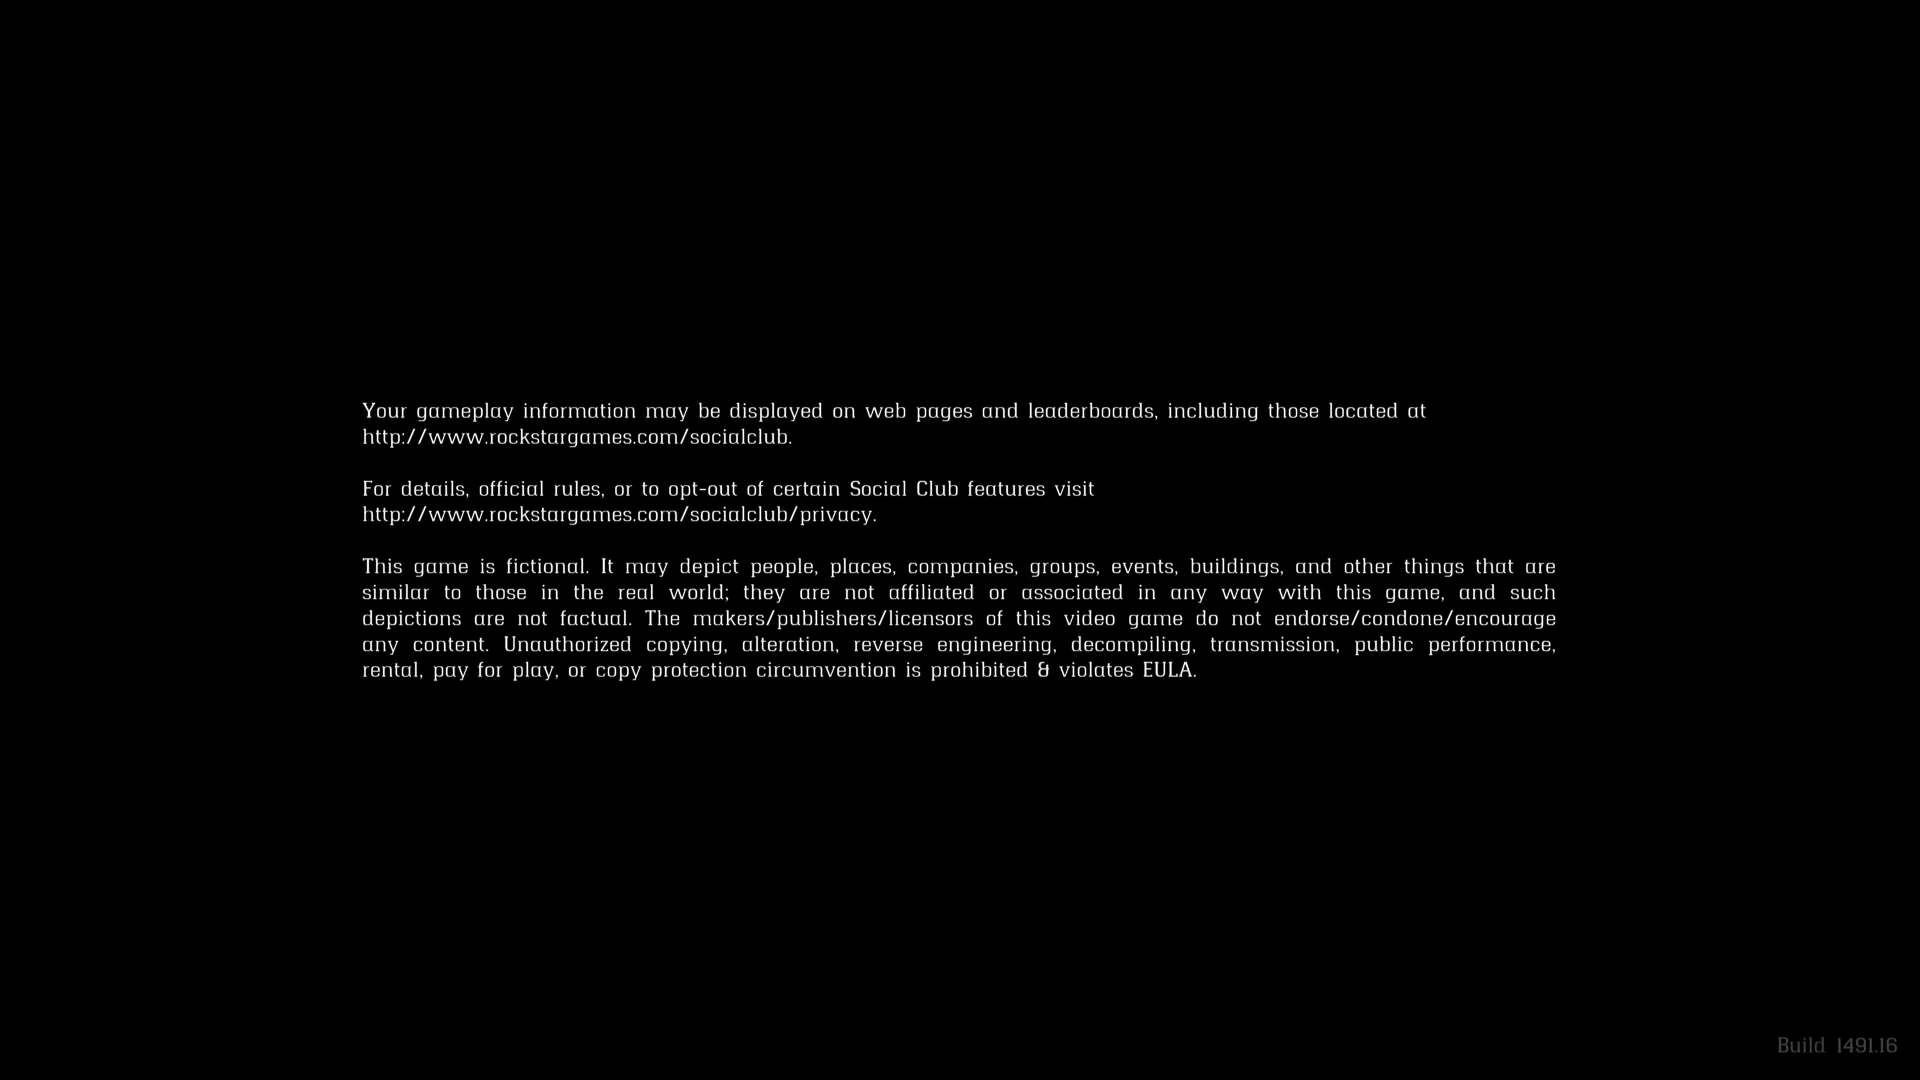 Your gameplay information may be displayed on web pages and leaderboards, including those located at
http://www.rockstargames.com/socialclub.
For details, official rules, or to opt-out of certain Social Club features visit
http://www.rockstargames.com/socialclub/privacy.
This game is fictional. It may depict people, places, companies, groups, events, buildings, and other things that are
similar to those in the real world; they are not affiliated or associated in any way with this game, and such
depictions are not factual. The makers/publishers/licensors of this video game do not endorse/condone/encourage
any content. Unauthorized copying, alteration, reverse engineering, decompiling, transmission, public performance,
rental, pay for play, or copy protection circumvention is prohibited & violates EULA.
Build 1491.16